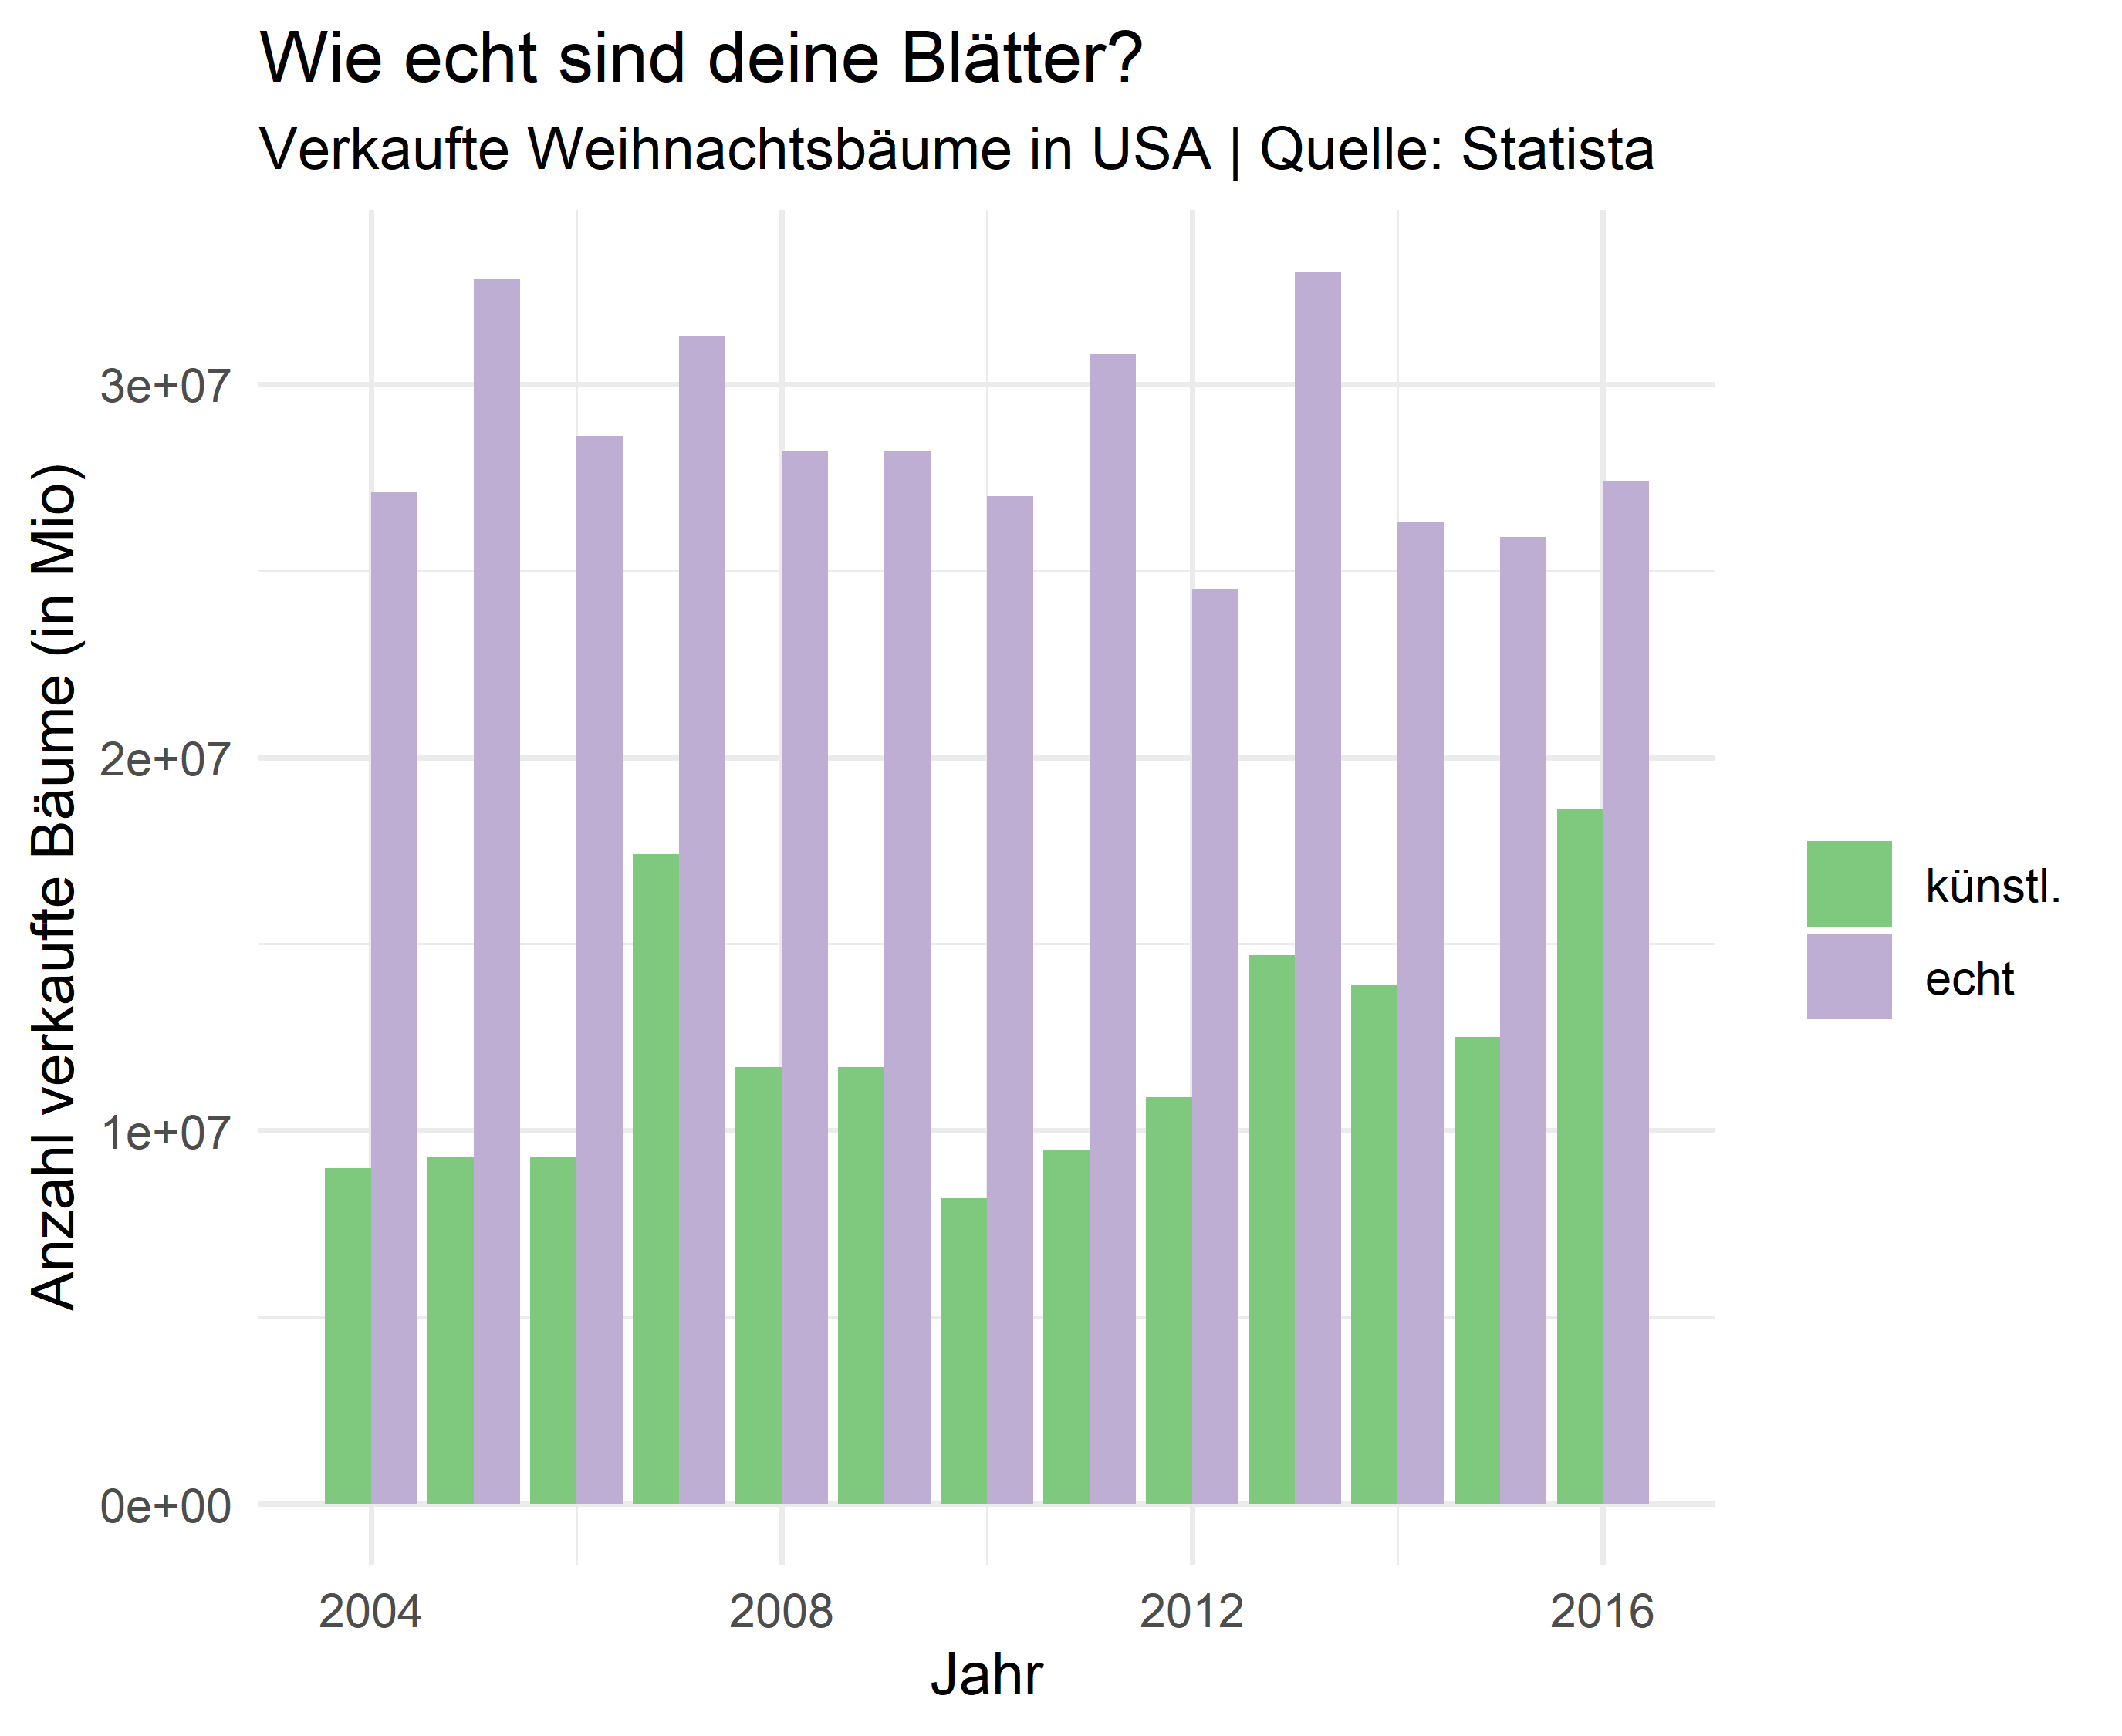 Wie echt sind deine Blätter?
Verkaufte Weihnachtsbäume in USA | Quelle: Statista
Anzahl verkaufte Bäume (in Mio)
3e+07
2e+07
1e+07
0e+00
2004 2008 2012 2016
Jahr
künstl.
echt